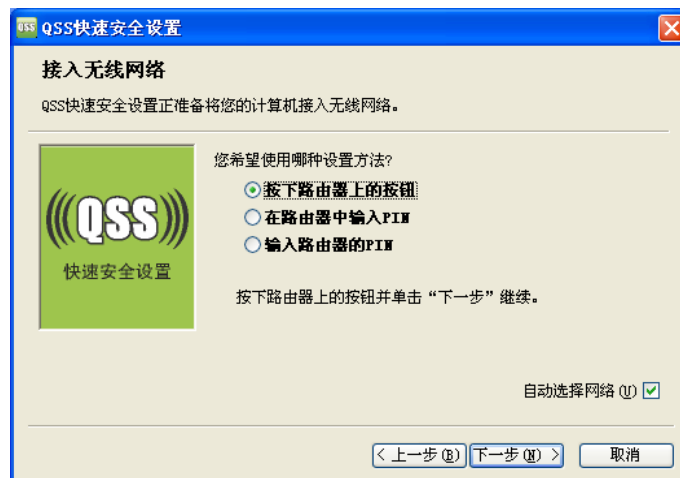 QSS快速安全设置
接入无线网络
QSS快速安全设置正准备将您的计算机接入无线网络。
您希望使用哪种设置方法?
按下路由器上的按钮
在路由器中输入PIN
输入路由器的PIN
(((QSS)))
快速安全设置
按下路由器上的按钮并单击“下一步”继续。
自动选择网络(U)
< 上一步(B) 下一步(N) > 取消